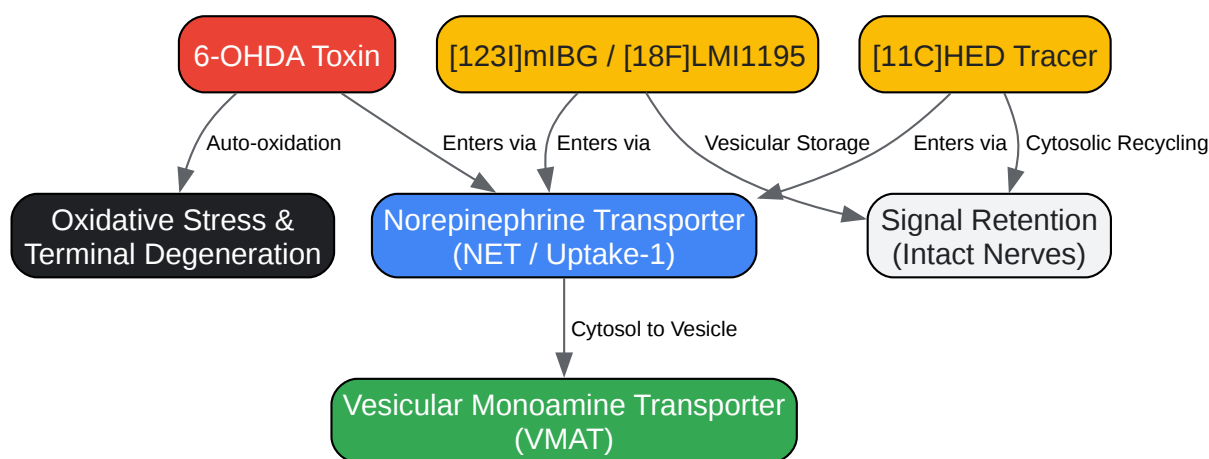 6-OHDA Toxin
[123I]mIBG / [18F]LMI1195
[11C]HED Tracer
Auto-oxidation
Enters via
Enters via
Vesicular Storage
Enters via
Cytosolic Recycling
Oxidative Stress &
Terminal Degeneration
Norepinephrine Transporter
(NET / Uptake-1)
Signal Retention
(Intact Nerves)
Cytosol to Vesicle
Vesicular Monoamine Transporter
(VMAT)